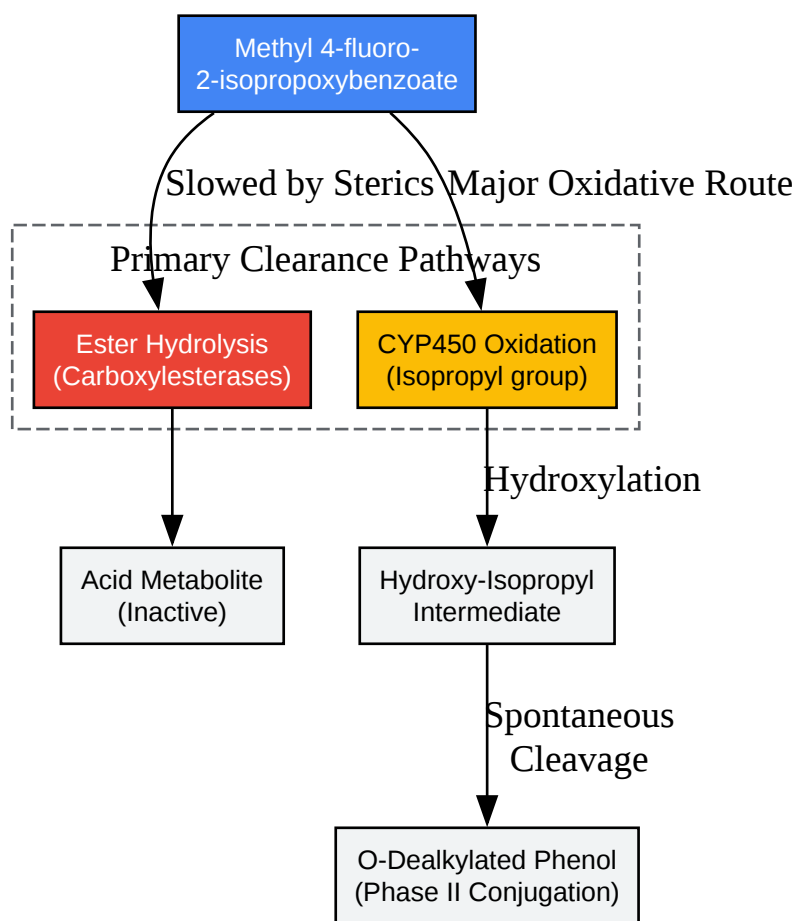 Methyl 4-fluoro-
2-isopropoxybenzoate
Slowed by Sterics
Major Oxidative Route
Primary Clearance Pathways
Ester Hydrolysis
(Carboxylesterases)
CYP450 Oxidation
(Isopropyl group)
Hydroxylation
Acid Metabolite
(Inactive)
Hydroxy-Isopropyl
Intermediate
Spontaneous
Cleavage
O-Dealkylated Phenol
(Phase II Conjugation)